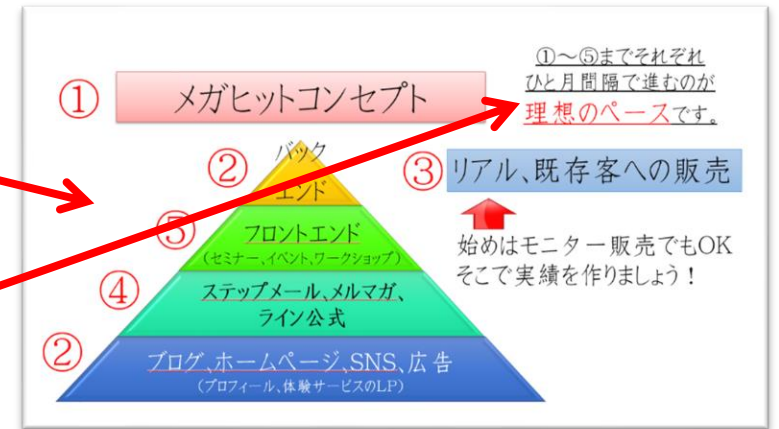 ①～⑤までそれぞれ
ひと月間隔で進むのが
理想のペースです。
① メガヒットコンセプト
② バック
エンド
③ リアル、既存客への販売
⑤ フロントエンド
(セミナー、イベント、ワークショップ)
始めはモニター販売でもOK
そこで実績を作りましょう！
④ ステップメール、メルマガ、
ライン公式
② ブログ、ホームページ、SNS、広告
(プロフィール、体験サービスのLP)